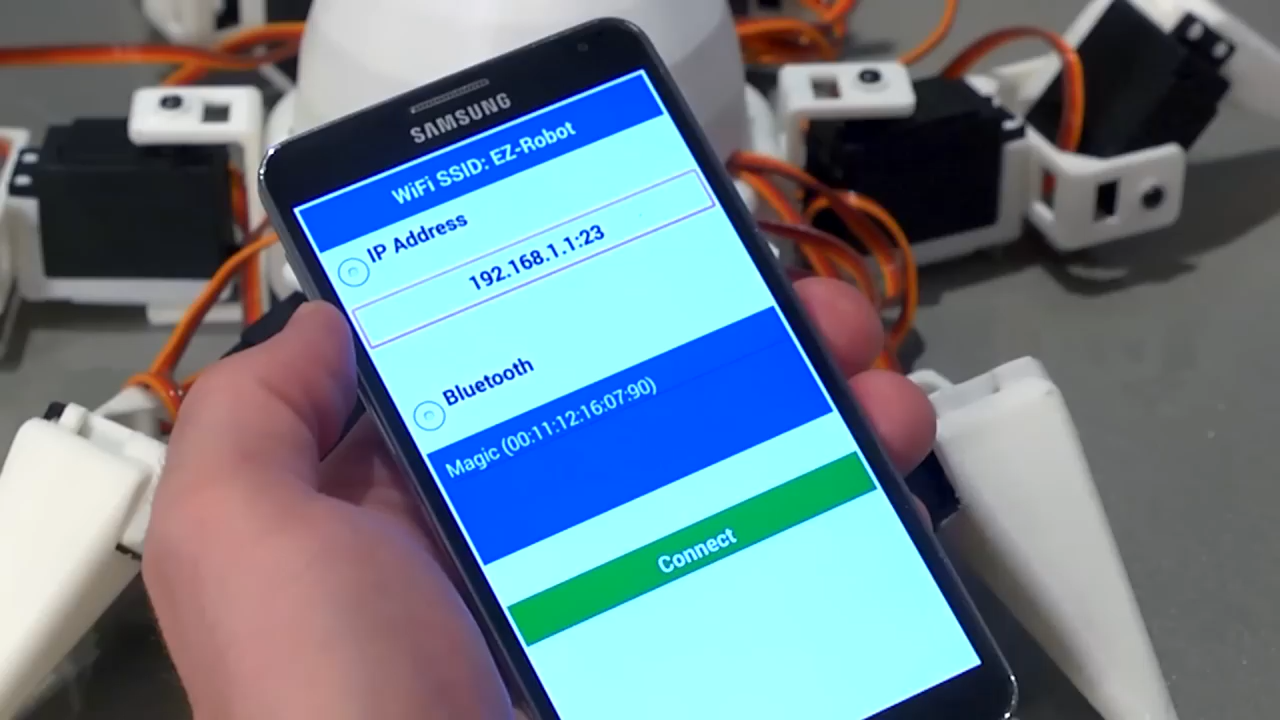 SAMSUNG
WiFi SSID: EZ-Robot
IP Address
192.168.1.1:23
Bluetooth
Magic (00:11:12:16:07:90)
Connect